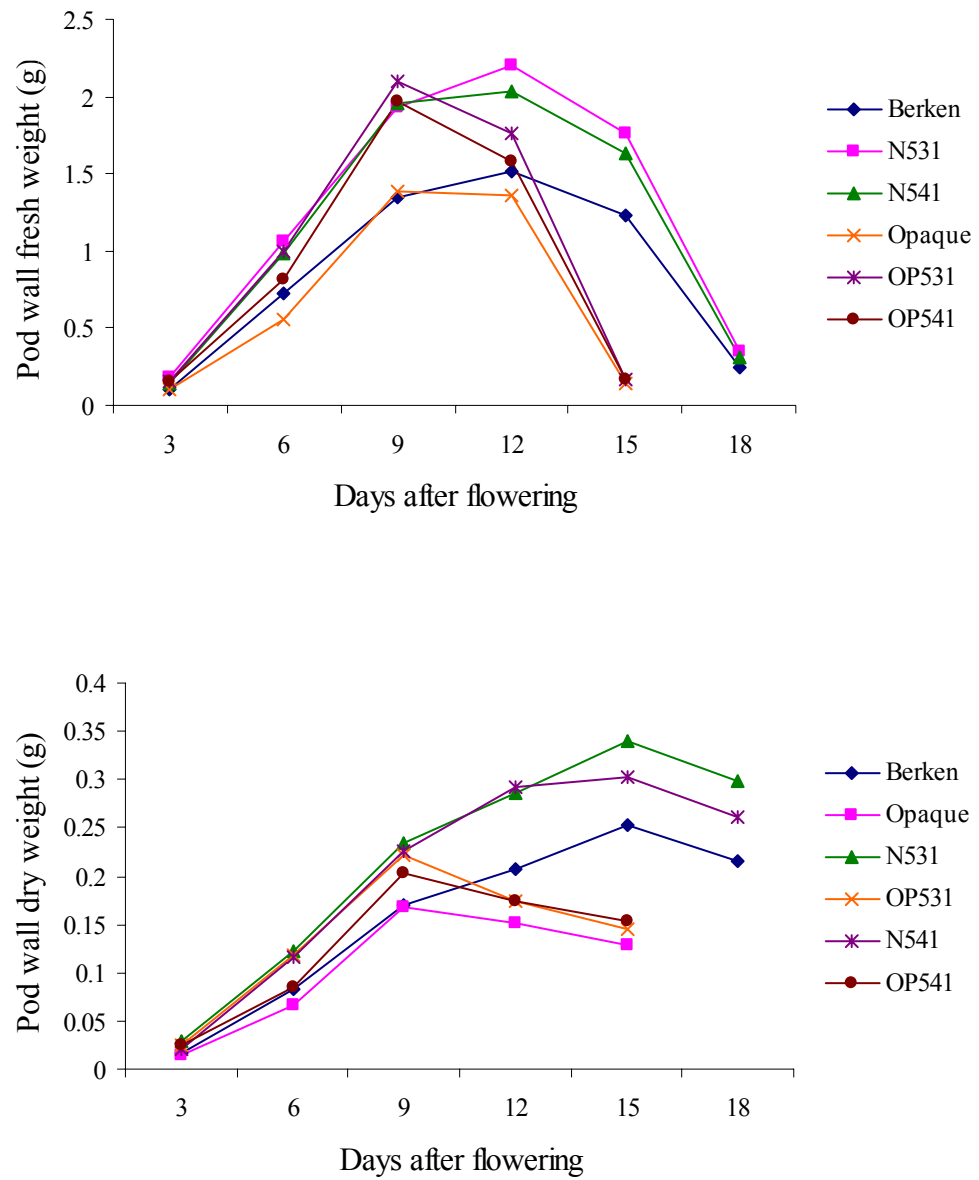 Pod wall fresh weight (g)
2.5
2
1.5
1
0.5
0
3 6 9 12 15 18
Days after flowering
Berken
N531
N541
Opaque
OP531
OP541
Pod wall dry weight (g)
0.4
0.35
0.3
0.25
0.2
0.15
0.1
0.05
0
3 6 9 12 15 18
Days after flowering
Berken
Opaque
N531
OP531
N541
OP541